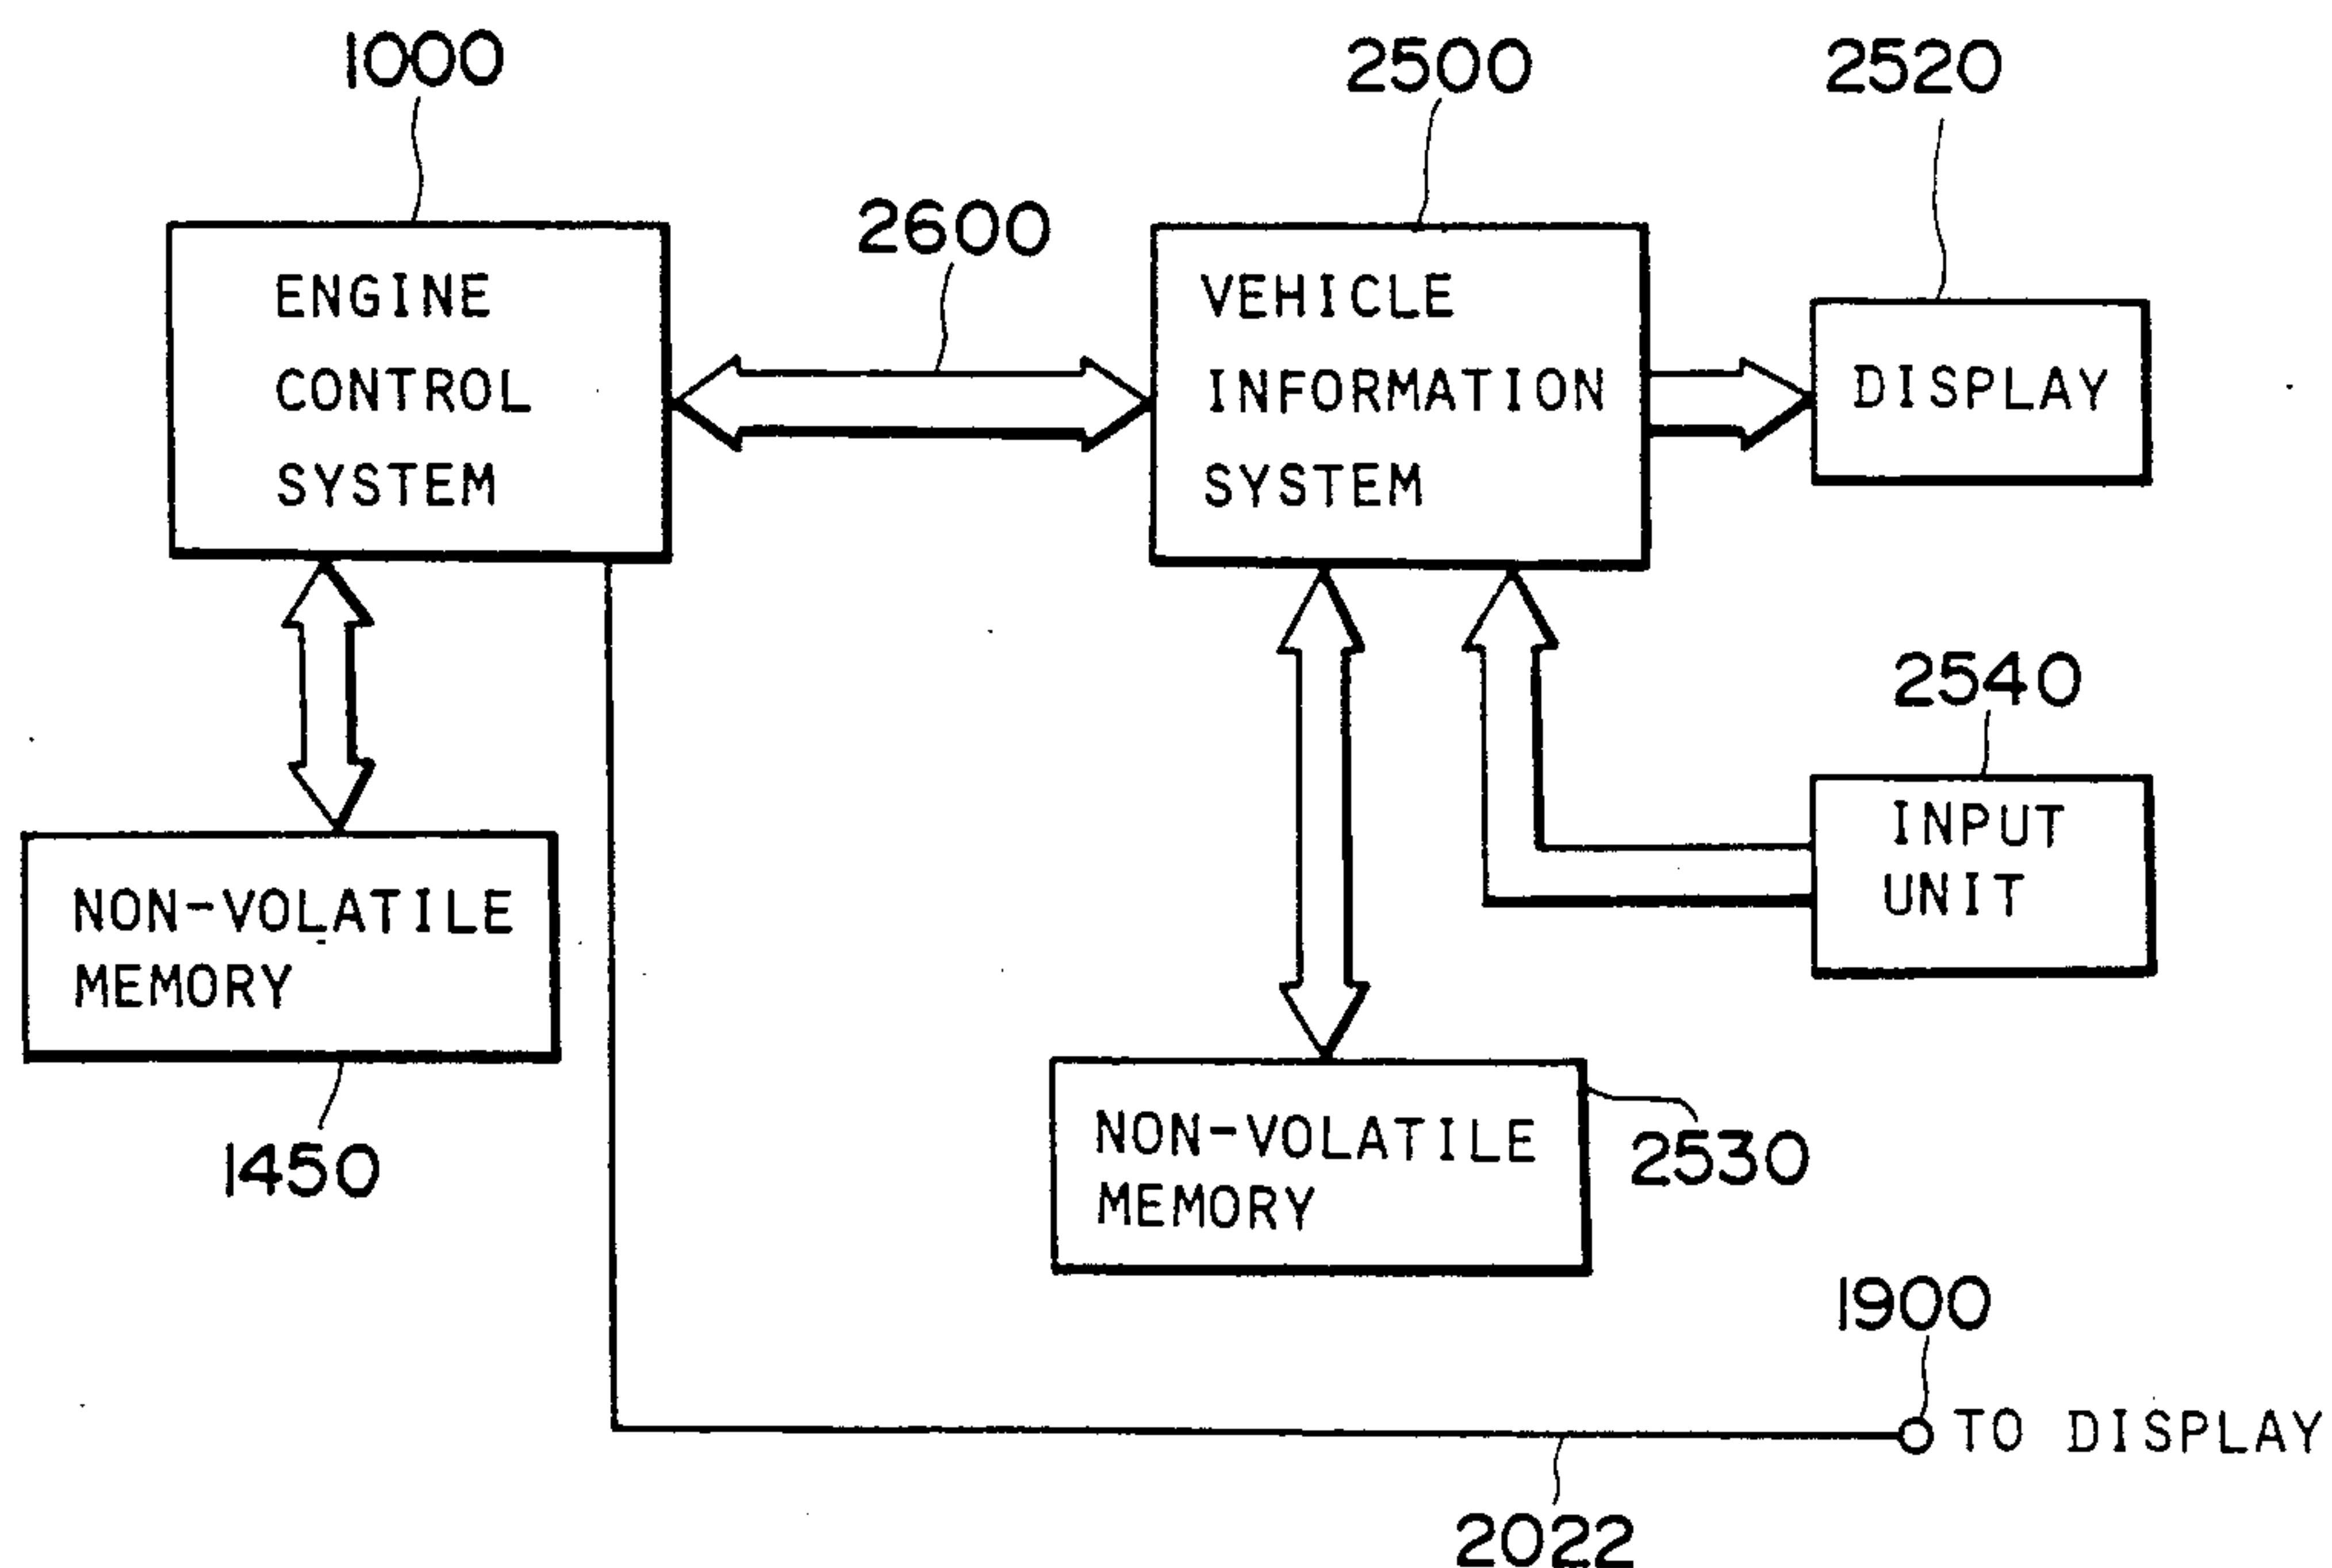 1000
2500
2520
2600
ENGINE
CONTROL
SYSTEM
VEHICLE
INFORMATION
SYSTEM
DISPLAY
2540
INPUT
UNIT
NON-VOLATILE
MEMORY
1450
NON-VOLATILE
MEMORY
2530
1900
TO DISPLAY
2022